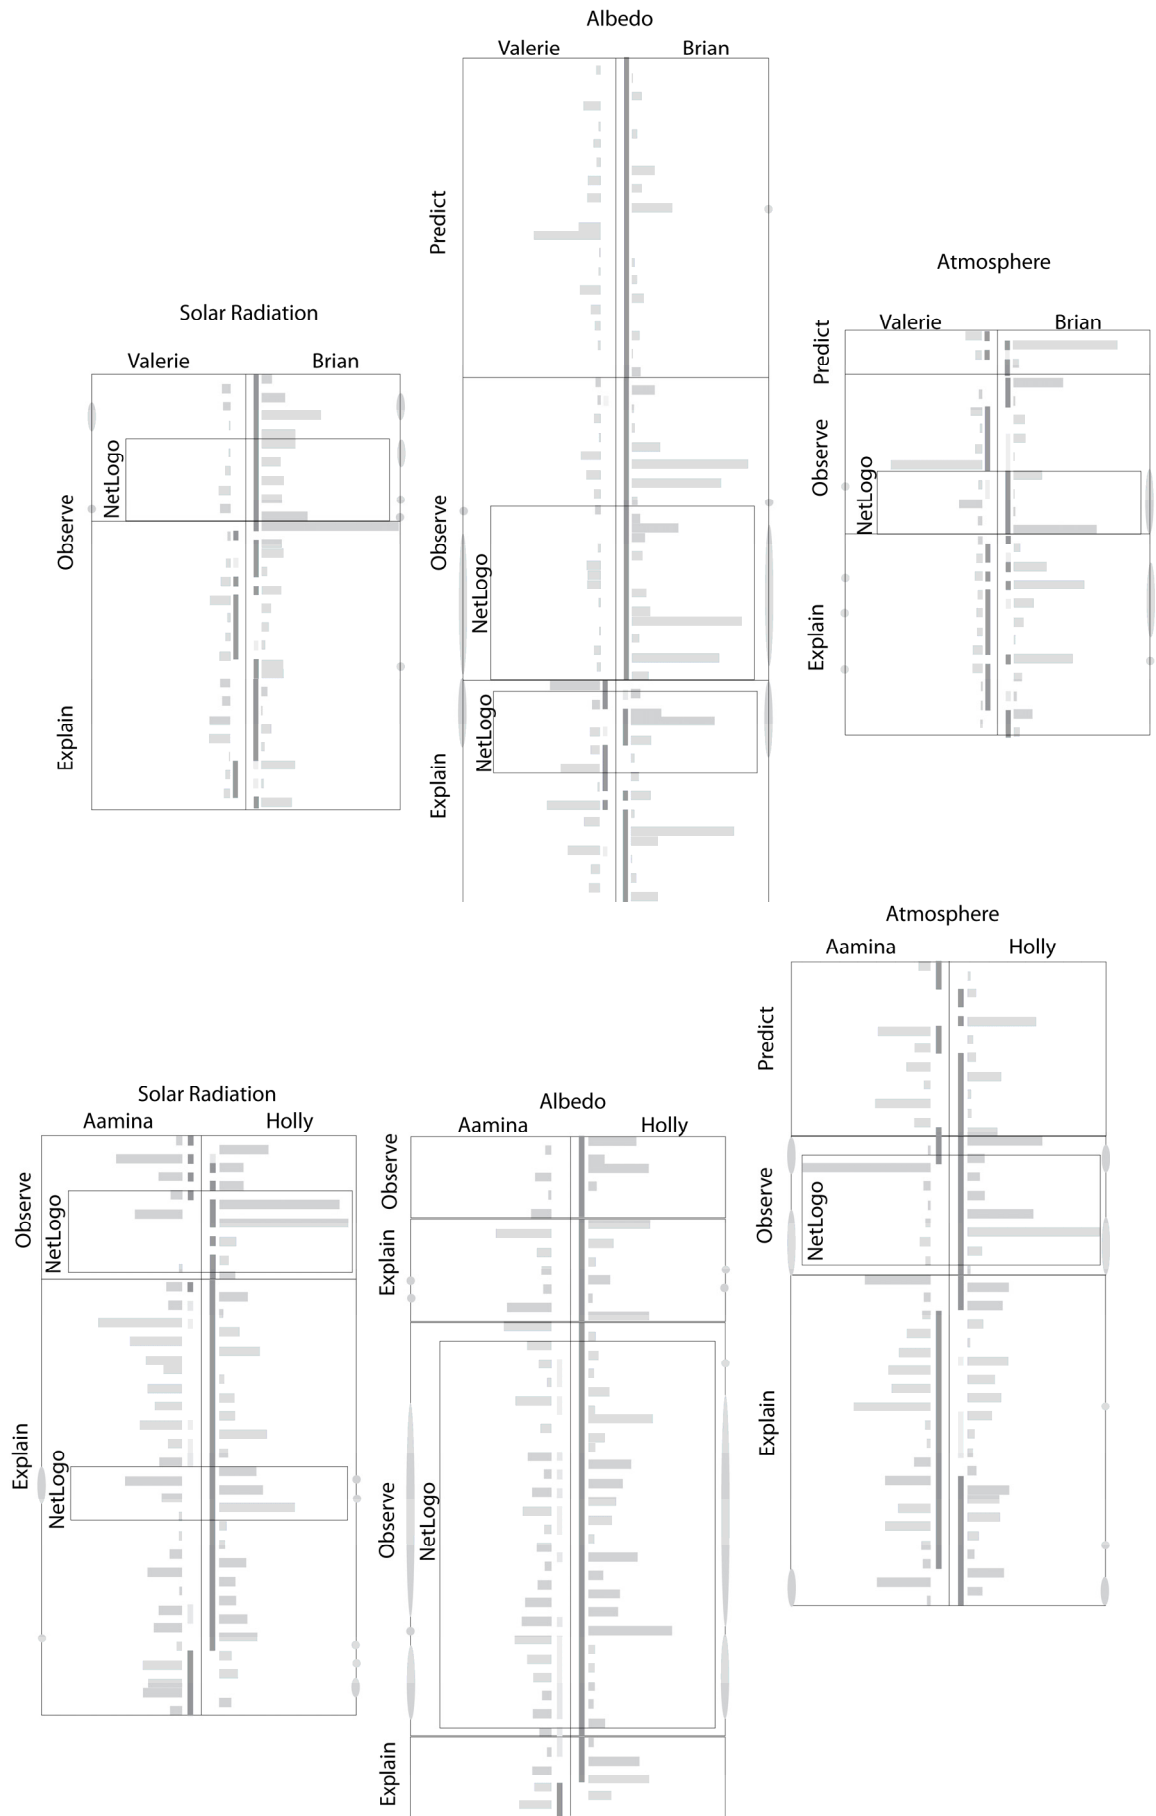 Albedo
Valerie Brian
Predict
Observe
NetLogo
NetLogo
Explain
Solar Radiation
Valerie Brian
NetLogo
Observe
Explain
Atmosphere
Valerie Brian
Predict
Observe
NetLogo
Explain
Atmosphere
Aamina Holly
Predict
Observe
NetLogo
Explain
Solar Radiation
Aamina Holly
Observe
NetLogo
Explain
NetLogo
Albedo
Aamina Holly
Observe
Explain
Observe
NetLogo
Explain